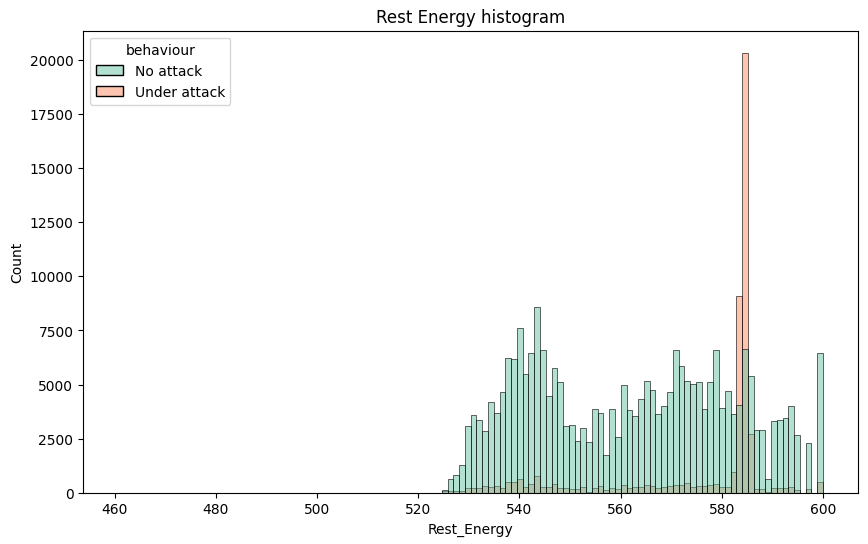 Rest Energy histogram
behaviour
No attack
Under attack
20000
17500
15000
12500
10000
7500
5000
2500
0
Count
460
480
500
520
540
560
580
600
Rest_Energy